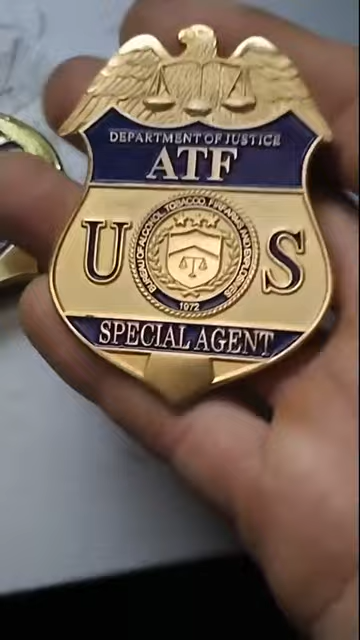 DEPARTMENT OF JUSTICE
ATF
U S
BUREAU OF ALCOHOL, TOBACCO, FIREARMS AND EXPLOSIVES
1972
SPECIAL AGENT